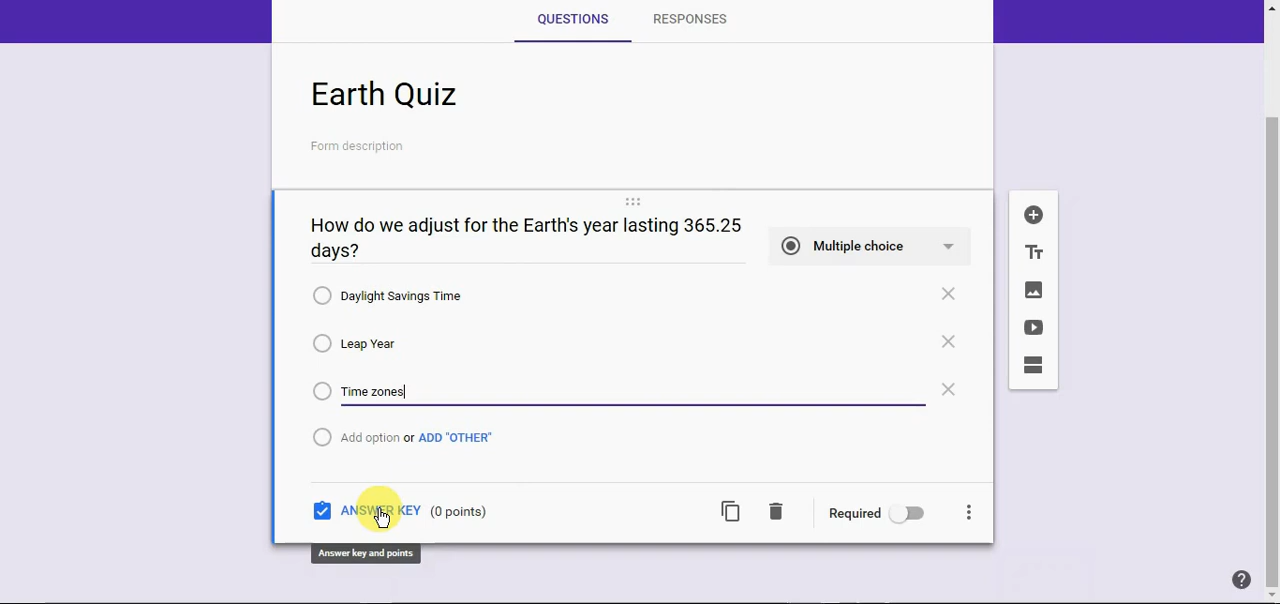 QUESTIONS RESPONSES
Earth Quiz
Form description
How do we adjust for the Earth's year lasting 365.25
days?
Multiple choice
Daylight Savings Time
Leap Year
Time zones
Add option or ADD "OTHER"
ANSWER KEY (0 points)
Required
Answer key and points